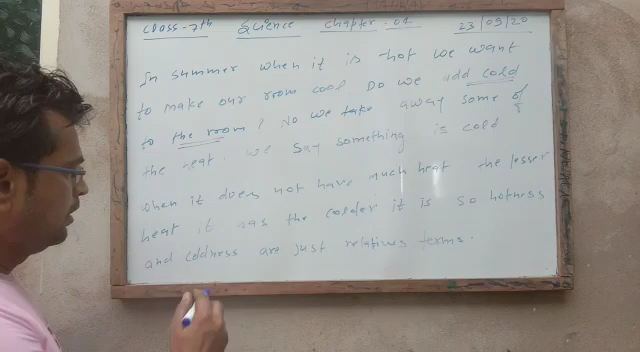 Class-7th Science Chapter-04 23/09/20
In summer when it is hot we want
to make our room cool Do we add cold
to the room? No we take away some of
the heat. we say something is cold
when it does not have much heat the lesser
heat it has the colder it is so hotness
and coldness are just relatives terms.